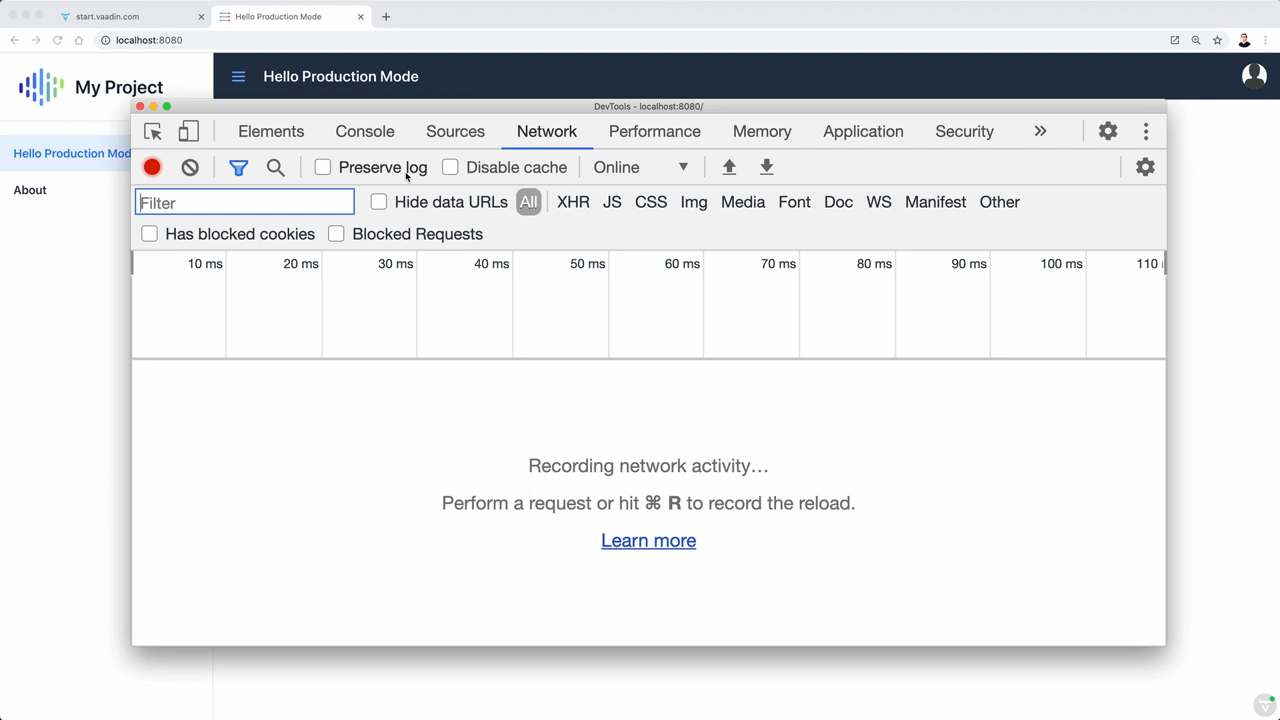 start.vaadin.com
Hello Production Mode
localhost:8080
My Project
Hello Production Mode
DevTools - localhost:8080/
Elements Console Sources Network Performance Memory Application Security
Hello Production Mod
Preserve log Disable cache Online
About
Filter
Hide data URLs All XHR JS CSS Img Media Font Doc WS Manifest Other
Has blocked cookies Blocked Requests
10 ms 20 ms 30 ms 40 ms 50 ms 60 ms 70 ms 80 ms 90 ms 100 ms 110
Recording network activity…
Perform a request or hit ⌘ R to record the reload.
Learn more